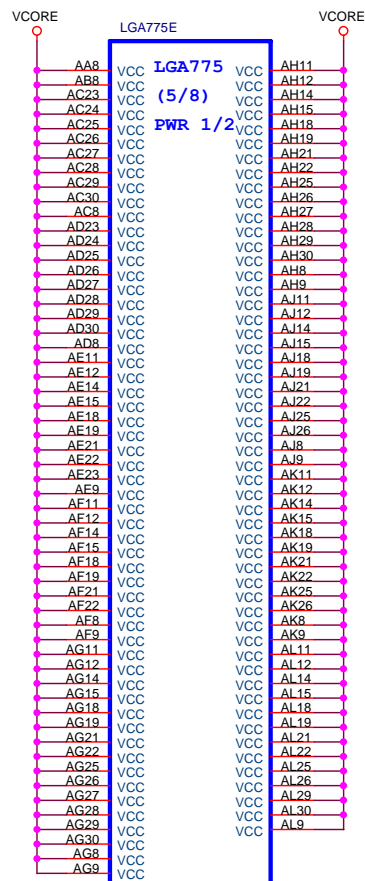 VCORE VCORE
LGA775E
AA8 VCC LGA775 VCC AH11
AB8 VCC VCC AH12
AC23 VCC (5/8) VCC AH14
AC24 VCC VCC AH15
AC25 VCC PWR 1/2 VCC AH18
AC26 VCC VCC AH19
AC27 VCC VCC AH21
AC28 VCC VCC AH22
AC29 VCC VCC AH25
AC30 VCC VCC AH26
AC8 VCC VCC AH27
AD23 VCC VCC AH28
AD24 VCC VCC AH29
AD25 VCC VCC AH30
AD26 VCC VCC AH8
AD27 VCC VCC AH9
AD28 VCC VCC AJ11
AD29 VCC VCC AJ12
AD30 VCC VCC AJ14
AD8 VCC VCC AJ15
AE11 VCC VCC AJ18
AE12 VCC VCC AJ19
AE14 VCC VCC AJ21
AE15 VCC VCC AJ22
AE18 VCC VCC AJ25
AE19 VCC VCC AJ26
AE21 VCC VCC AJ8
AE22 VCC VCC AJ9
AE23 VCC VCC AK11
AE9 VCC VCC AK12
AF11 VCC VCC AK14
AF12 VCC VCC AK15
AF14 VCC VCC AK18
AF15 VCC VCC AK19
AF18 VCC VCC AK21
AF19 VCC VCC AK22
AF21 VCC VCC AK25
AF22 VCC VCC AK26
AF8 VCC VCC AK8
AF9 VCC VCC AK9
AG11 VCC VCC AL11
AG12 VCC VCC AL12
AG14 VCC VCC AL14
AG15 VCC VCC AL15
AG18 VCC VCC AL18
AG19 VCC VCC AL19
AG21 VCC VCC AL21
AG22 VCC VCC AL22
AG25 VCC VCC AL25
AG26 VCC VCC AL26
AG27 VCC VCC AL29
AG28 VCC VCC AL30
AG29 VCC VCC AL9
AG30 VCC
AG8 VCC
AG9 VCC